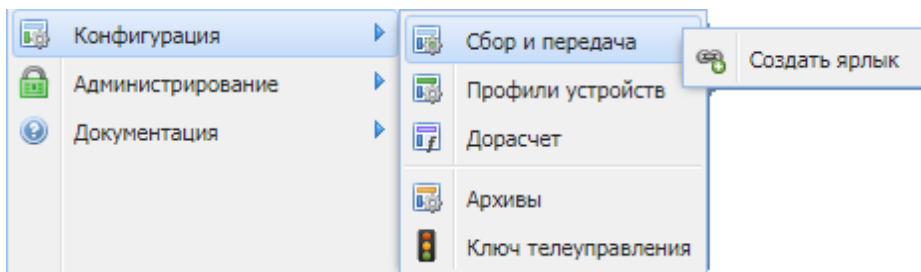 Конфигурация
Администрирование
Документация
Сбор и передача
Профили устройств
Дорасчет
Архивы
Ключ телеуправления
Создать ярлык